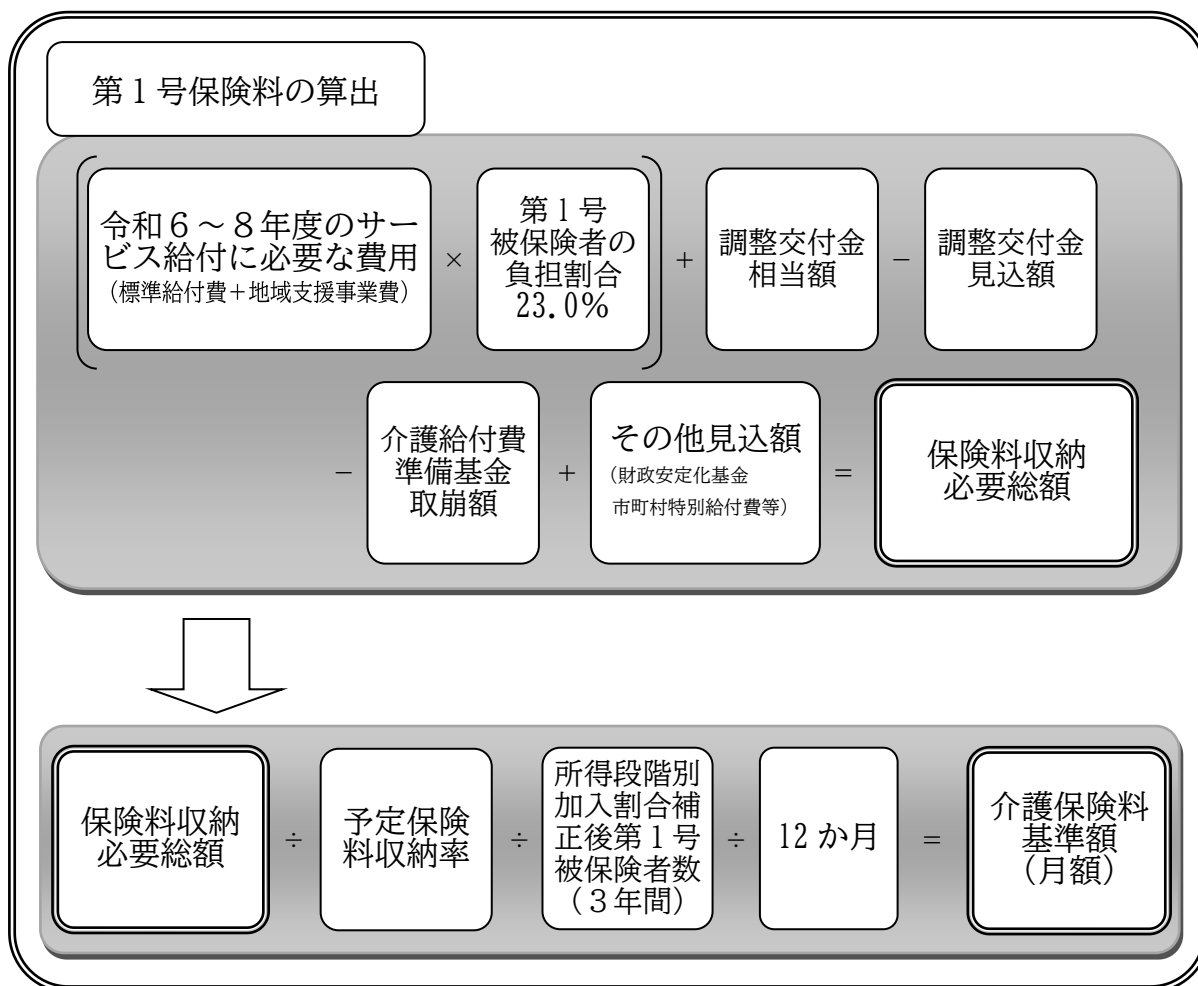 第１号保険料の算出
令和６～８年度のサー
ビス給付に必要な費用
（標準給付費＋地域支援事業費）
×
第１号
被保険者の
負担割合
23.0%
+
調整交付金
相当額
−
調整交付金
見込額
−
介護給付費
準備基金
取崩額
+
その他見込額
（財政安定化基金
市町村特別給付費等）
=
保険料収納
必要総額
保険料収納
必要総額
÷
予定保険
料収納率
÷
所得段階別
加入割合補
正後第１号
被保険者数
（３年間）
÷
12か月
=
介護保険料
基準額
（月額）